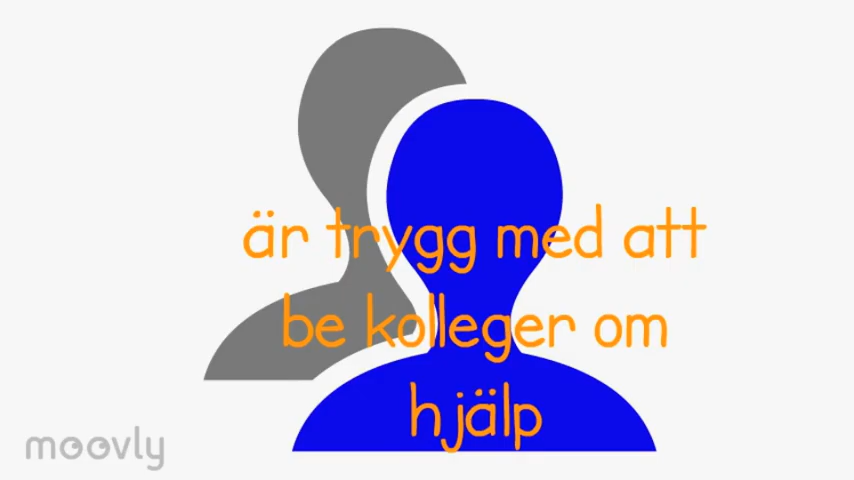 är trygg med att
be kolleger om
hjälp
moovly